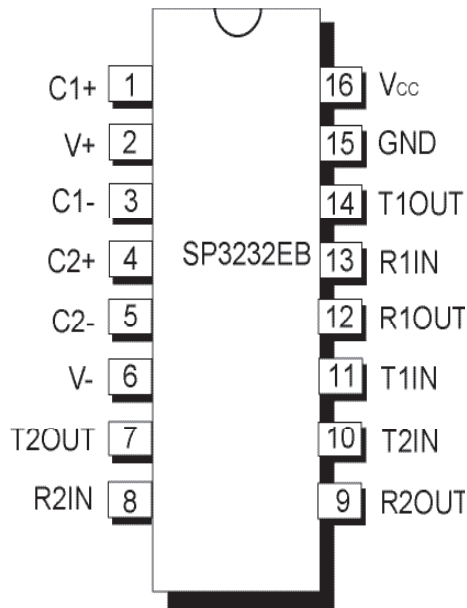 C1+ 1 16 Vcc
V+ 2 15 GND
C1- 3 14 T1OUT
C2+ 4 SP3232EB 13 R1IN
C2- 5 12 R1OUT
V- 6 11 T1IN
T2OUT 7 10 T2IN
R2IN 8 9 R2OUT